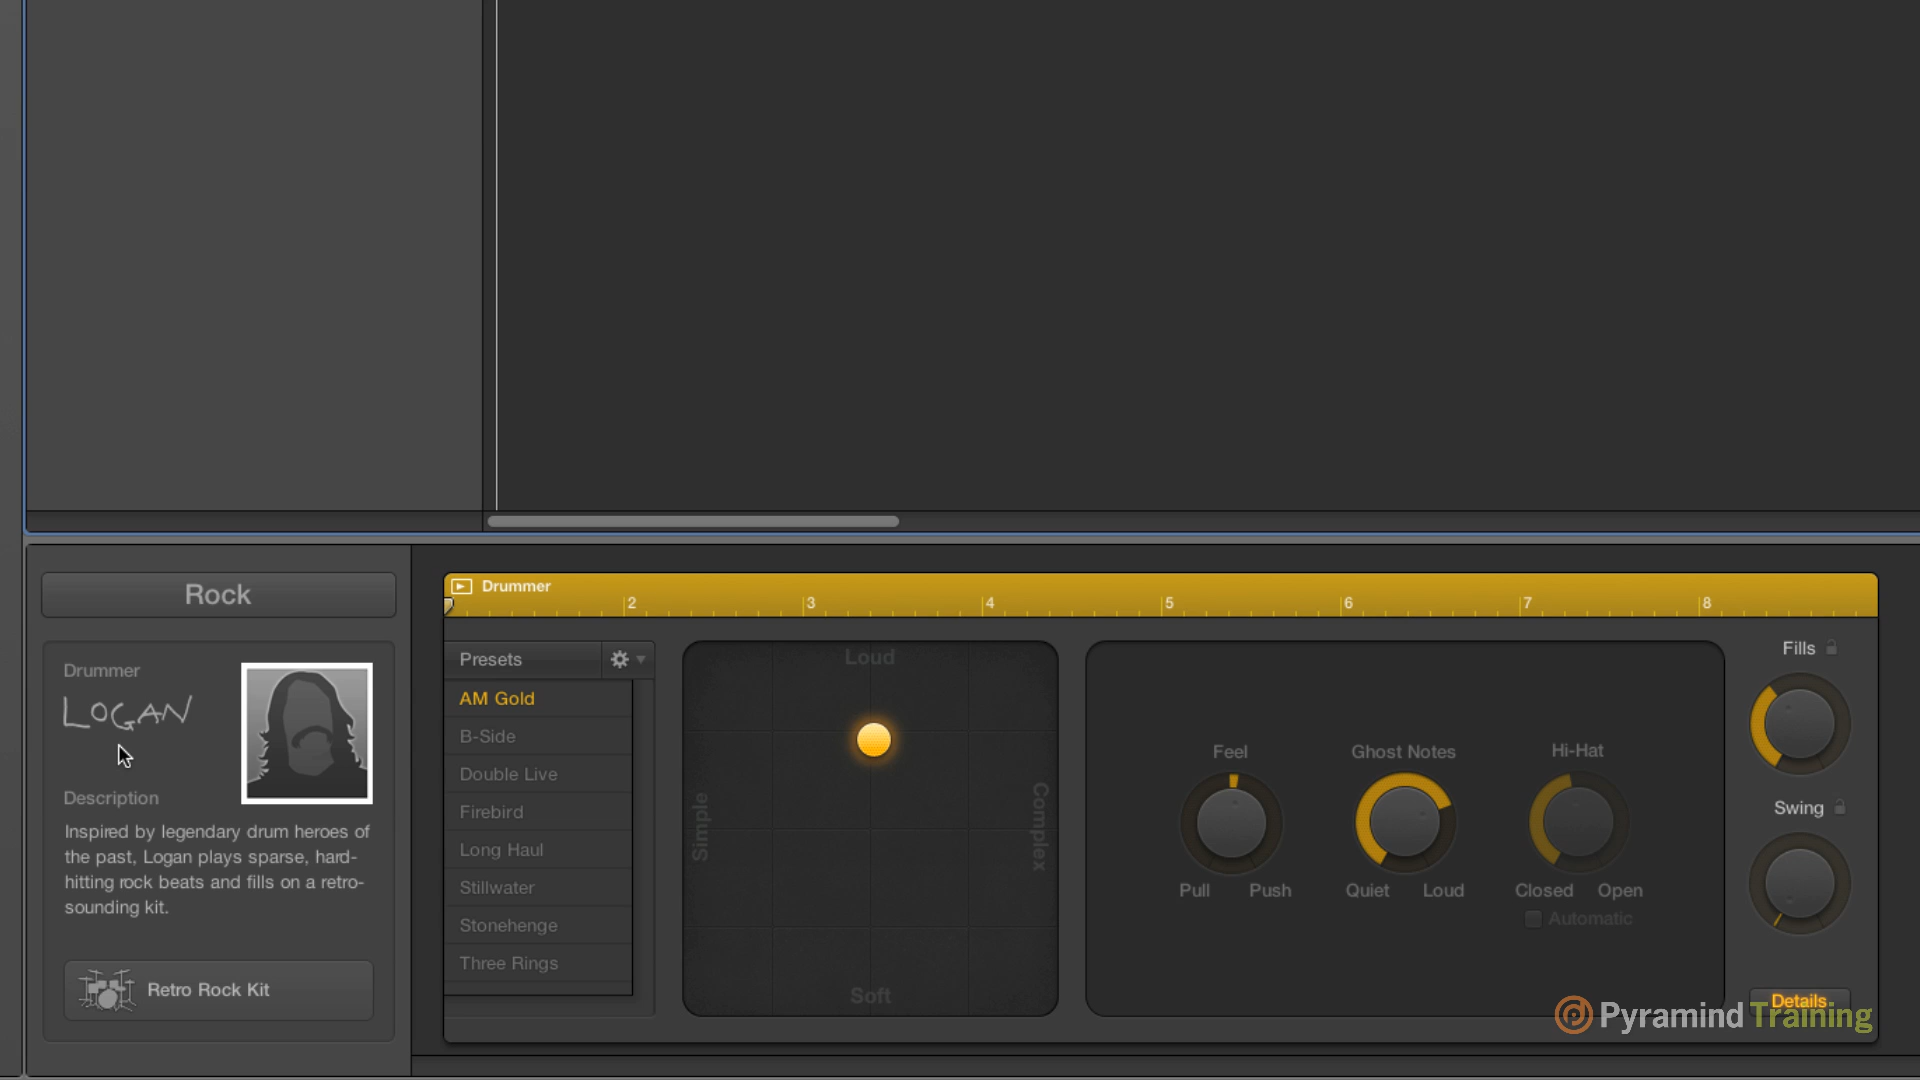 Rock
Drummer
LOGAN
Description
Inspired by legendary drum heroes of
the past, Logan plays sparse, hard-
hitting rock beats and fills on a retro-
sounding kit.
Retro Rock Kit
Drummer
2 3 4 5 6 7 8
Presets
AM Gold
B-Side
Double Live
Firebird
Long Haul
Stillwater
Stonehenge
Three Rings
Loud
Simple
Complex
Soft
Feel
Pull Push
Ghost Notes
Quiet Loud
Hi-Hat
Closed Open
Automatic
Fills
Swing
Details
Pyramind Training